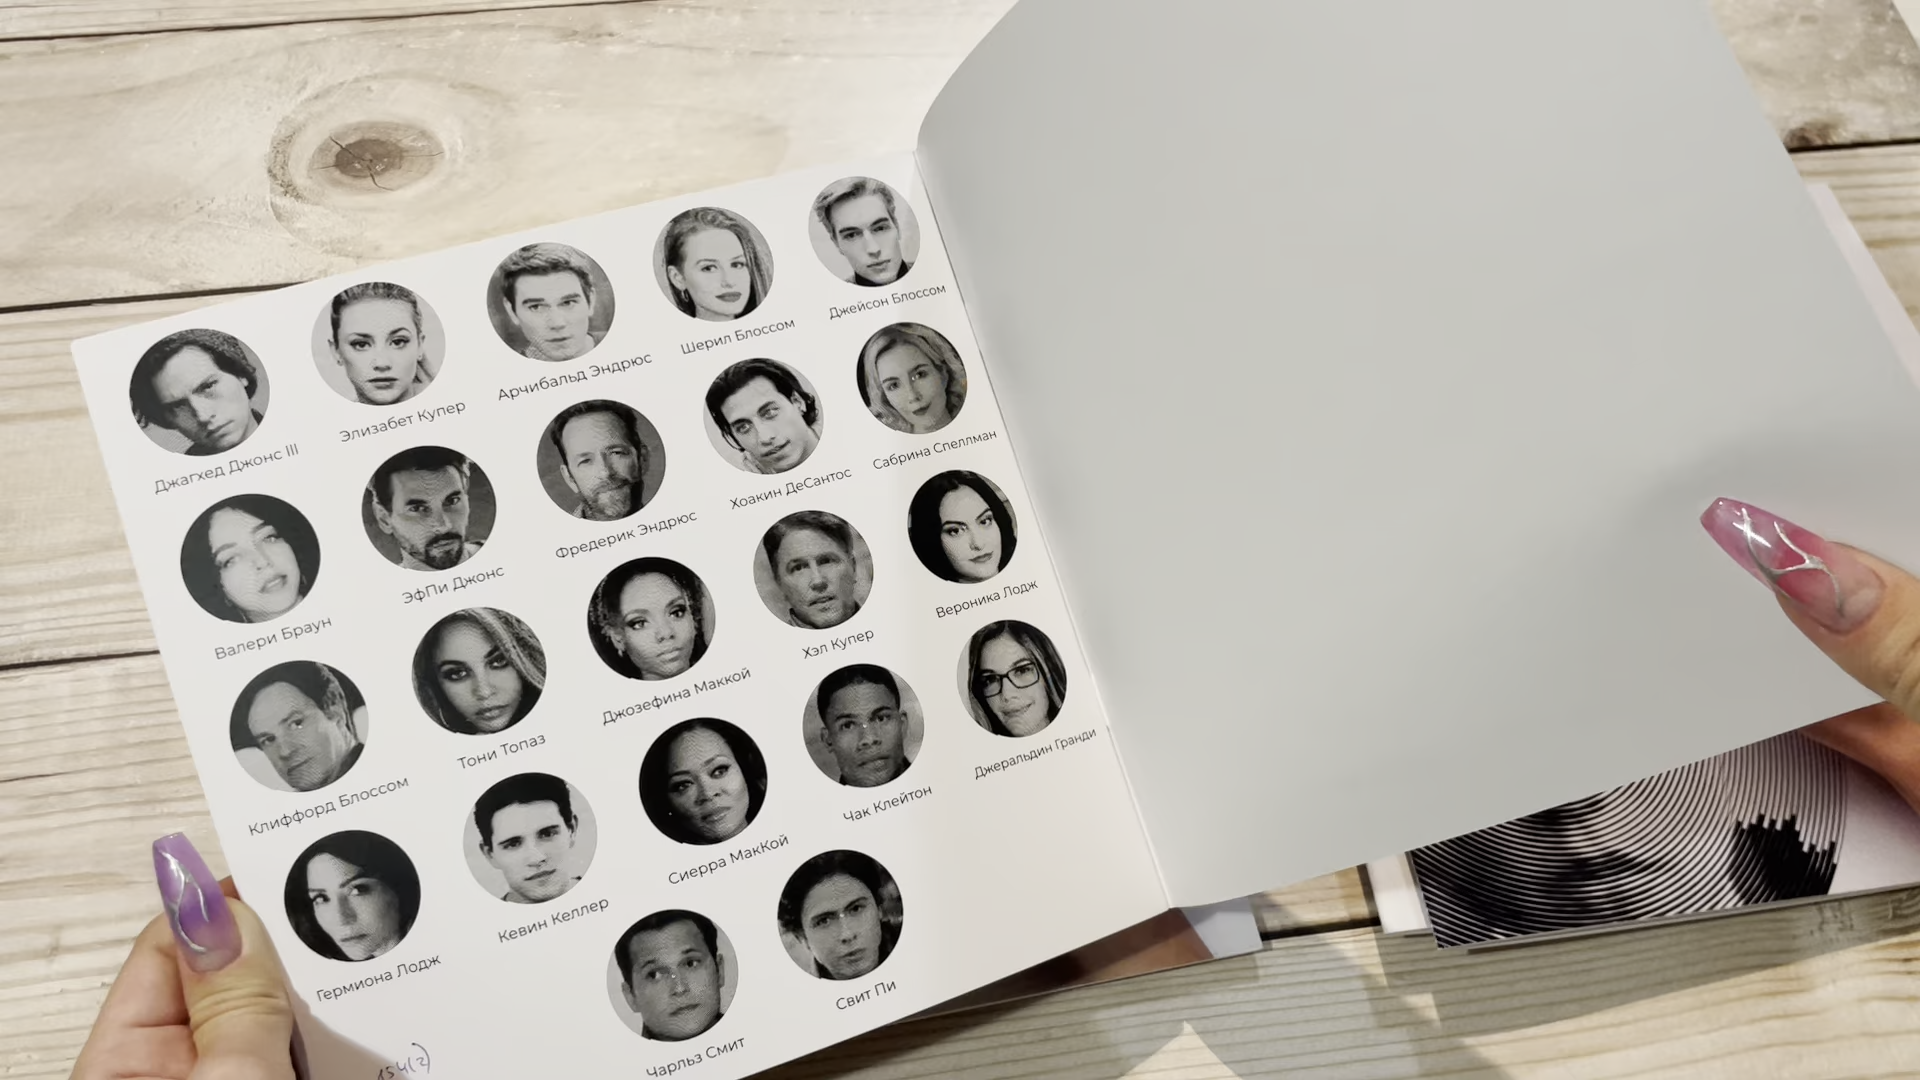 Джагхед Джонс III
Элизабет Купер
Арчибальд Эндрюс
Шерил Блоссом
Джейсон Блоссом
Валери Браун
ЭфПи Джонс
Фредерик Эндрюс
Хоакин ДеСантос
Сабрина Спеллман
Клиффорд Блоссом
Тони Топаз
Джозефина Маккой
Хэл Купер
Вероника Лодж
Гермиона Лодж
Кевин Келлер
Сиерра МакКой
Чак Клейтон
Джеральдин Гранди
Чарльз Смит
Свит Пи
154(2)